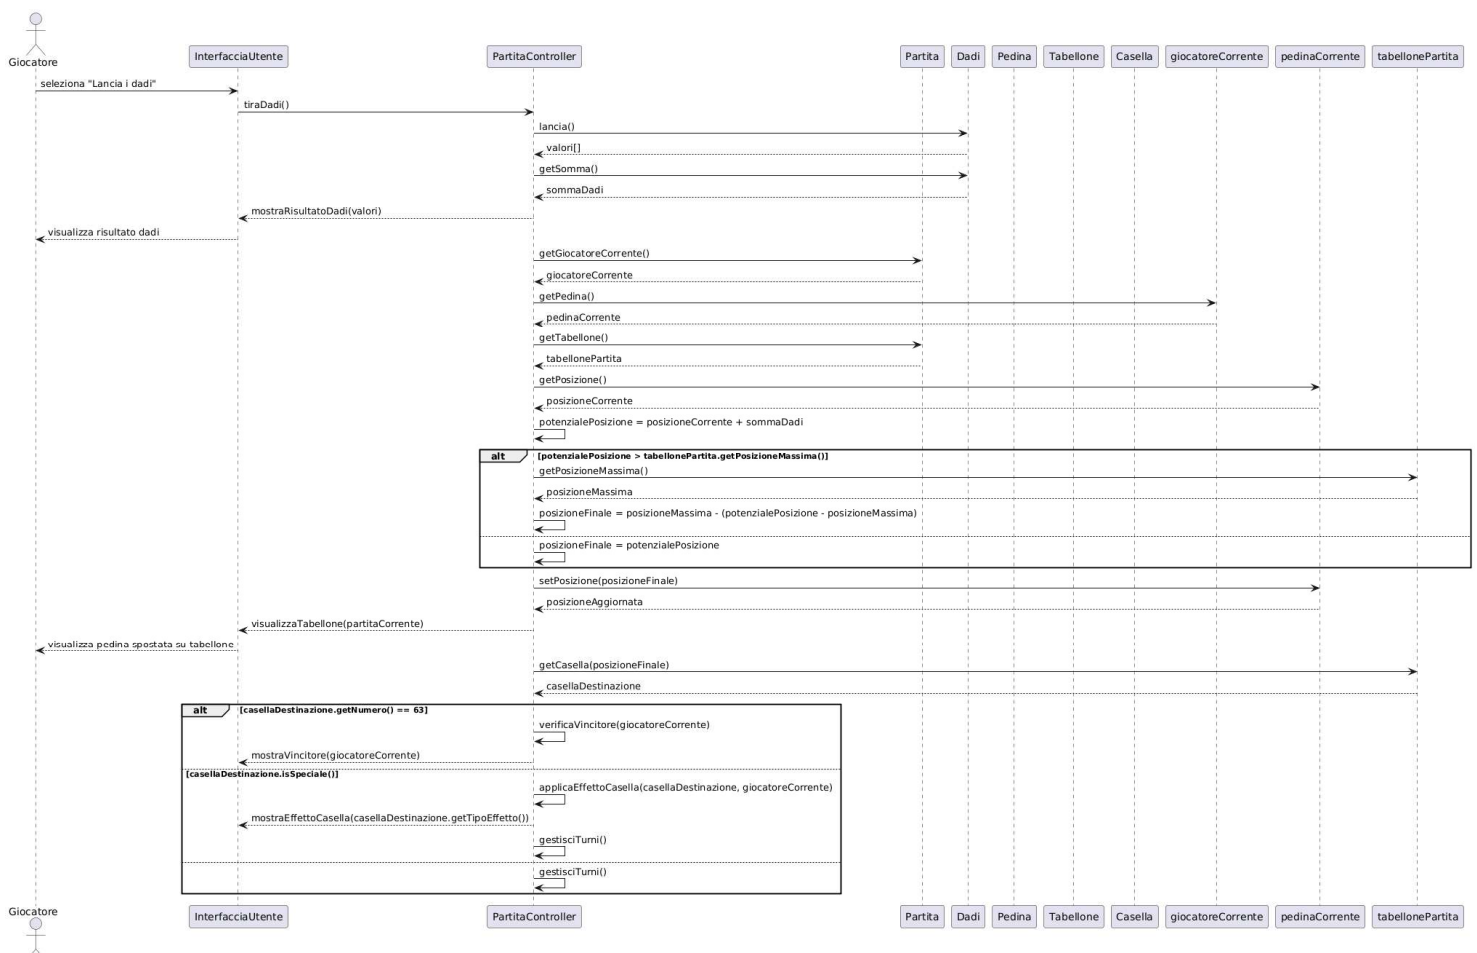 Giocatore
InterfacciaUtente
PartitaController
Partita
Dadi
Pedina
Tabellone
Casella
giocatoreCorrente
pedinaCorrente
tabellonePartita
seleziona "Lancia i dadi"
tiraDadi()
lancia()
valori[]
getSomma()
sommaDadi
mostraRisultatoDadi(valori)
visualizza risultato dadi
getGiocatoreCorrente()
giocatoreCorrente
getPedina()
pedinaCorrente
getTabellone()
tabellonePartita
getPosizione()
posizioneCorrente
potenzialePosizione = posizioneCorrente + sommaDadi
alt [potenzialePosizione > tabellonePartita.getPosizioneMassima()]
getPosizioneMassima()
posizioneMassima
posizioneFinale = posizioneMassima - (potenzialePosizione - posizioneMassima)
posizioneFinale = potenzialePosizione
setPosizione(posizioneFinale)
posizioneAggiornata
visualizzaTabellone(partitaCorrente)
visualizza pedina spostata su tabellone
getCasella(posizioneFinale)
casellaDestinazione
alt [casellaDestinazione.getNumero() == 63]
verificaVincitore(giocatoreCorrente)
mostraVincitore(giocatoreCorrente)
[casellaDestinazione.isSpeciale()]
applicaEffettoCasella(casellaDestinazione, giocatoreCorrente)
mostraEffettoCasella(casellaDestinazione.getTipoEffetto())
gestisciTurni()
gestisciTurni()
Giocatore
InterfacciaUtente
PartitaController
Partita
Dadi
Pedina
Tabellone
Casella
giocatoreCorrente
pedinaCorrente
tabellonePartita